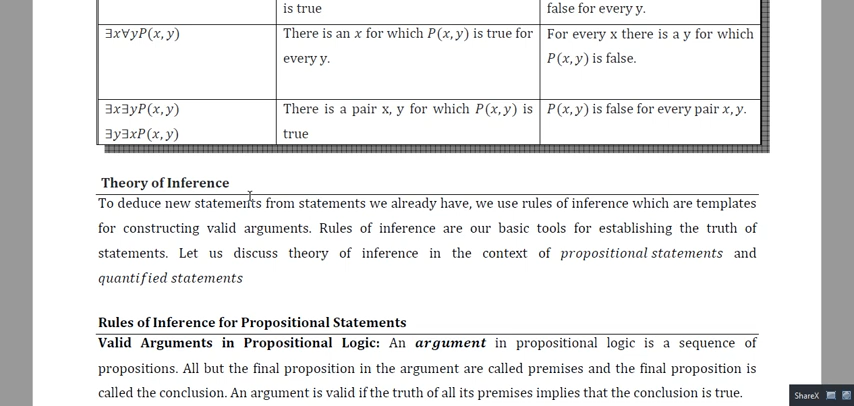 is true
false for every y.
∃x∀yP(x, y)
There is an x for which P(x, y) is true for
every y.
For every x there is a y for which
P(x, y) is false.
∃x∃yP(x, y)
∃y∃xP(x, y)
There is a pair x, y for which P(x, y) is
true
P(x, y) is false for every pair x, y.
Theory of Inference
To deduce new statements from statements we already have, we use rules of inference which are templates
for constructing valid arguments. Rules of inference are our basic tools for establishing the truth of
statements. Let us discuss theory of inference in the context of propositional statements and
quantified statements
Rules of Inference for Propositional Statements
Valid Arguments in Propositional Logic: An argument in propositional logic is a sequence of
propositions. All but the final proposition in the argument are called premises and the final proposition is
called the conclusion. An argument is valid if the truth of all its premises implies that the conclusion is true.
ShareX